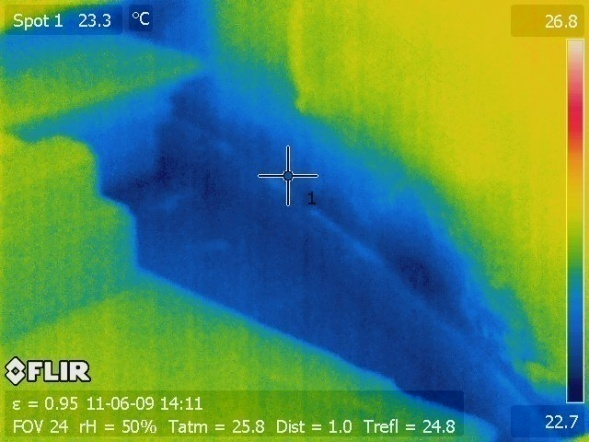 Spot 1 23.3 °C
26.8
1
FLIR
ε = 0.95 11-06-09 14:11
FOV 24 rH = 50% Tatm = 25.8 Dist = 1.0 Trefl = 24.8
22.7